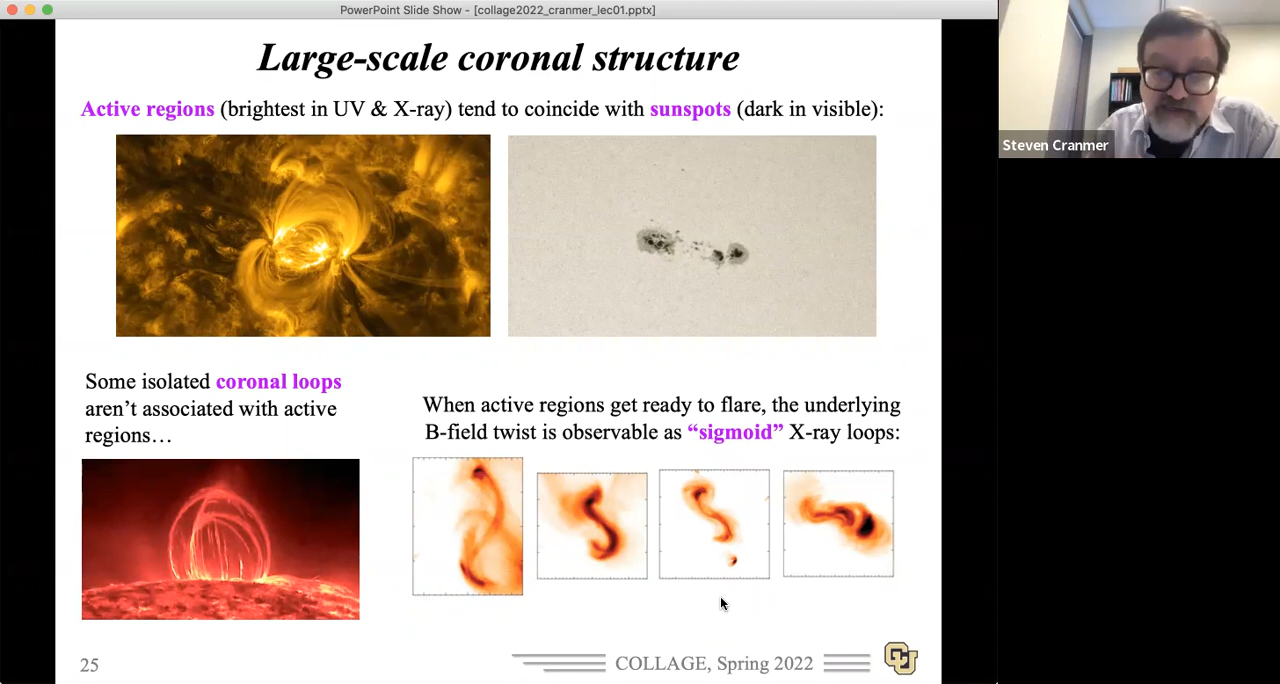 PowerPoint Slide Show - [collage2022_cranmer_lec01.pptx]
Large-scale coronal structure
Active regions (brightest in UV & X-ray) tend to coincide with sunspots (dark in visible):
Steven Cranmer
Some isolated coronal loops
aren’t associated with active
regions…
When active regions get ready to flare, the underlying
B-field twist is observable as “sigmoid” X-ray loops:
25
COLLAGE, Spring 2022
CU